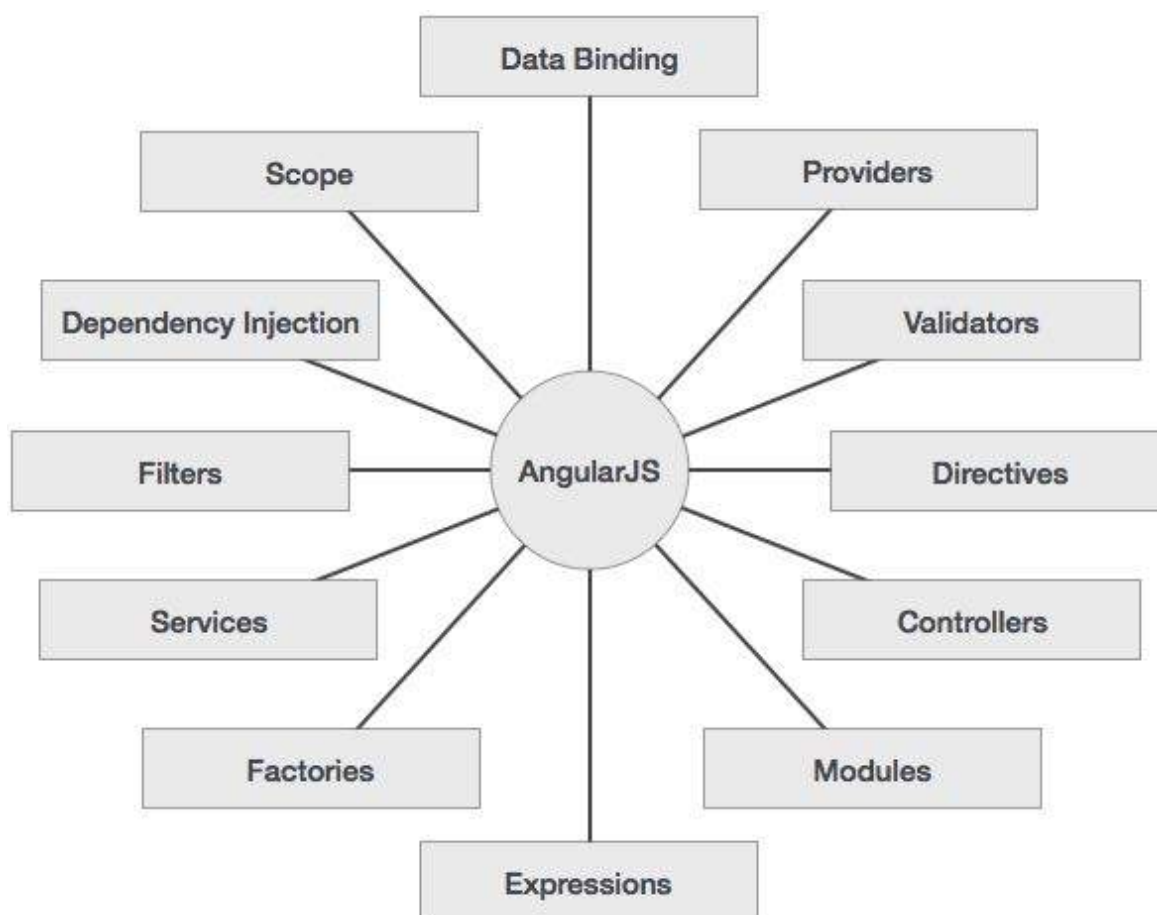 Data Binding
Scope
Providers
Dependency Injection
Validators
Filters
AngularJS
Directives
Services
Controllers
Factories
Modules
Expressions